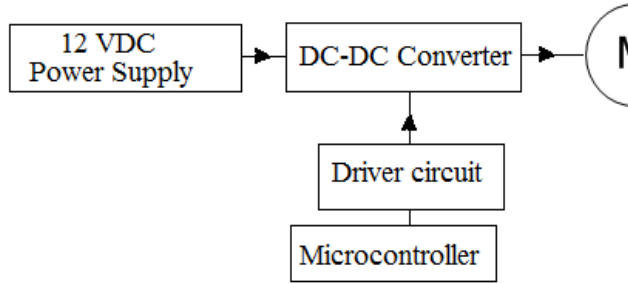 12 VDC
Power Supply
DC-DC Converter
M
Driver circuit
Microcontroller